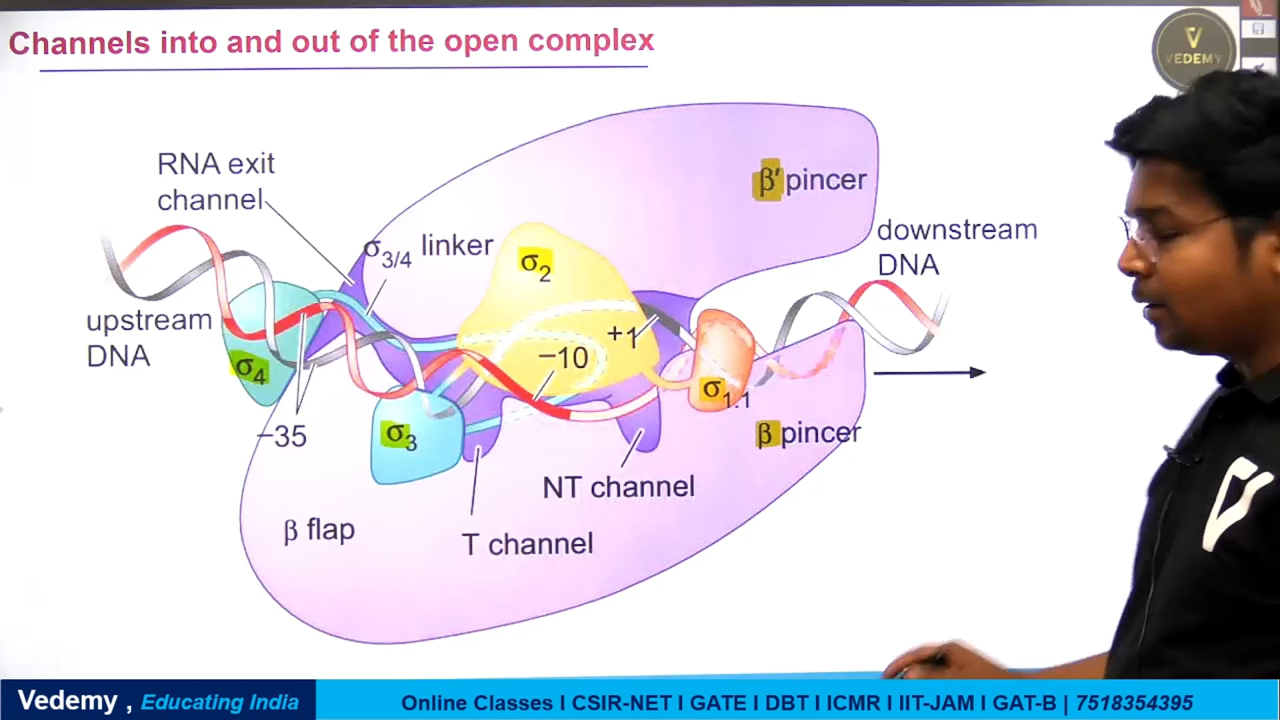 Channels into and out of the open complex
VEDEMY
RNA exit
channel
β′ pincer
σ3/4 linker
σ2
downstream
DNA
upstream
DNA
+1
−10
σ4
σ1.1
−35
σ3
β pincer
NT channel
β flap
T channel
Vedemy , Educating India
Online Classes I CSIR-NET I GATE I DBT I ICMR I IIT-JAM I GAT-B | 7518354395